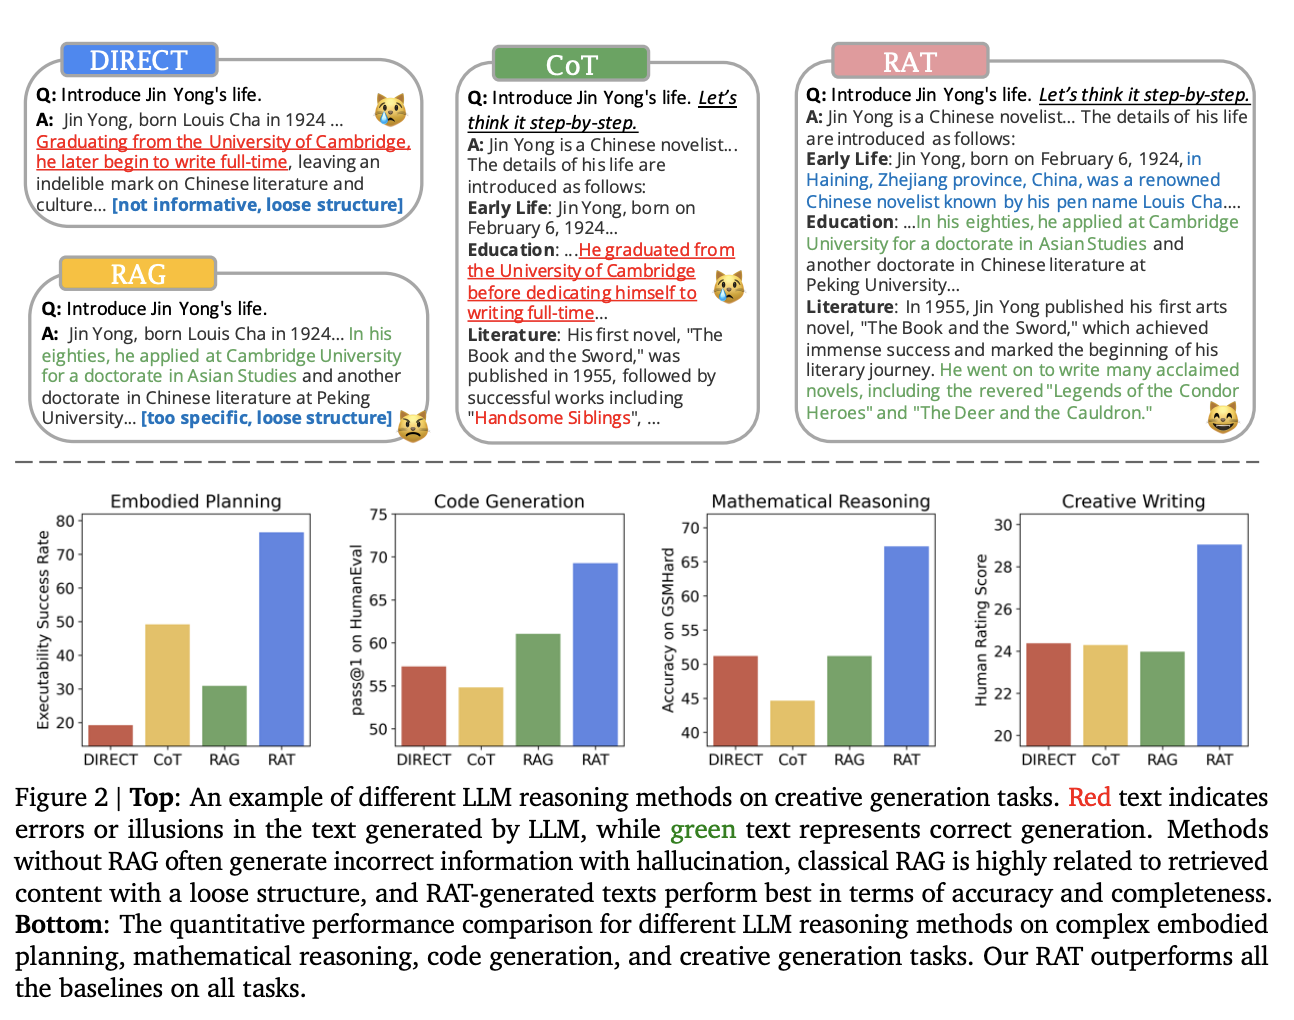 DIRECT
Q: Introduce Jin Yong's life.
A: Jin Yong, born Louis Cha in 1924 ...
Graduating from the University of Cambridge,
he later begin to write full-time, leaving an
indelible mark on Chinese literature and
culture... [not informative, loose structure]
RAG
Q: Introduce Jin Yong's life.
A: Jin Yong, born Louis Cha in 1924... In his
eighties, he applied at Cambridge University
for a doctorate in Asian Studies and another
doctorate in Chinese literature at Peking
University... [too specific, loose structure]
CoT
Q: Introduce Jin Yong's life. Let's
think it step-by-step.
A: Jin Yong is a Chinese novelist...
The details of his life are
introduced as follows:
Early Life: Jin Yong, born on
February 6, 1924...
Education: ...He graduated from
the University of Cambridge
before dedicating himself to
writing full-time...
Literature: His first novel, "The
Book and the Sword," was
published in 1955, followed by
successful works including
"Handsome Siblings", ...
RAT
Q: Introduce Jin Yong's life. Let's think it step-by-step.
A: Jin Yong is a Chinese novelist... The details of his life
are introduced as follows:
Early Life: Jin Yong, born on February 6, 1924, in
Haining, Zhejiang province, China, was a renowned
Chinese novelist known by his pen name Louis Cha....
Education: ...In his eighties, he applied at Cambridge
University for a doctorate in Asian Studies and
another doctorate in Chinese literature at
Peking University...
Literature: In 1955, Jin Yong published his first arts
novel, "The Book and the Sword," which achieved
immense success and marked the beginning of his
literary journey. He went on to write many acclaimed
novels, including the revered "Legends of the Condor
Heroes" and "The Deer and the Cauldron."
Embodied Planning
Executability Success Rate
80
70
60
50
40
30
20
DIRECT CoT RAG RAT
Code Generation
pass@1 on HumanEval
75
70
65
60
55
50
DIRECT CoT RAG RAT
Mathematical Reasoning
Accuracy on GSMHard
70
65
60
55
50
45
40
DIRECT CoT RAG RAT
Creative Writing
Human Rating Score
30
28
26
24
22
20
DIRECT CoT RAG RAT
Figure 2 | Top: An example of different LLM reasoning methods on creative generation tasks. Red text indicates
errors or illusions in the text generated by LLM, while green text represents correct generation. Methods
without RAG often generate incorrect information with hallucination, classical RAG is highly related to retrieved
content with a loose structure, and RAT-generated texts perform best in terms of accuracy and completeness.
Bottom: The quantitative performance comparison for different LLM reasoning methods on complex embodied
planning, mathematical reasoning, code generation, and creative generation tasks. Our RAT outperforms all
the baselines on all tasks.